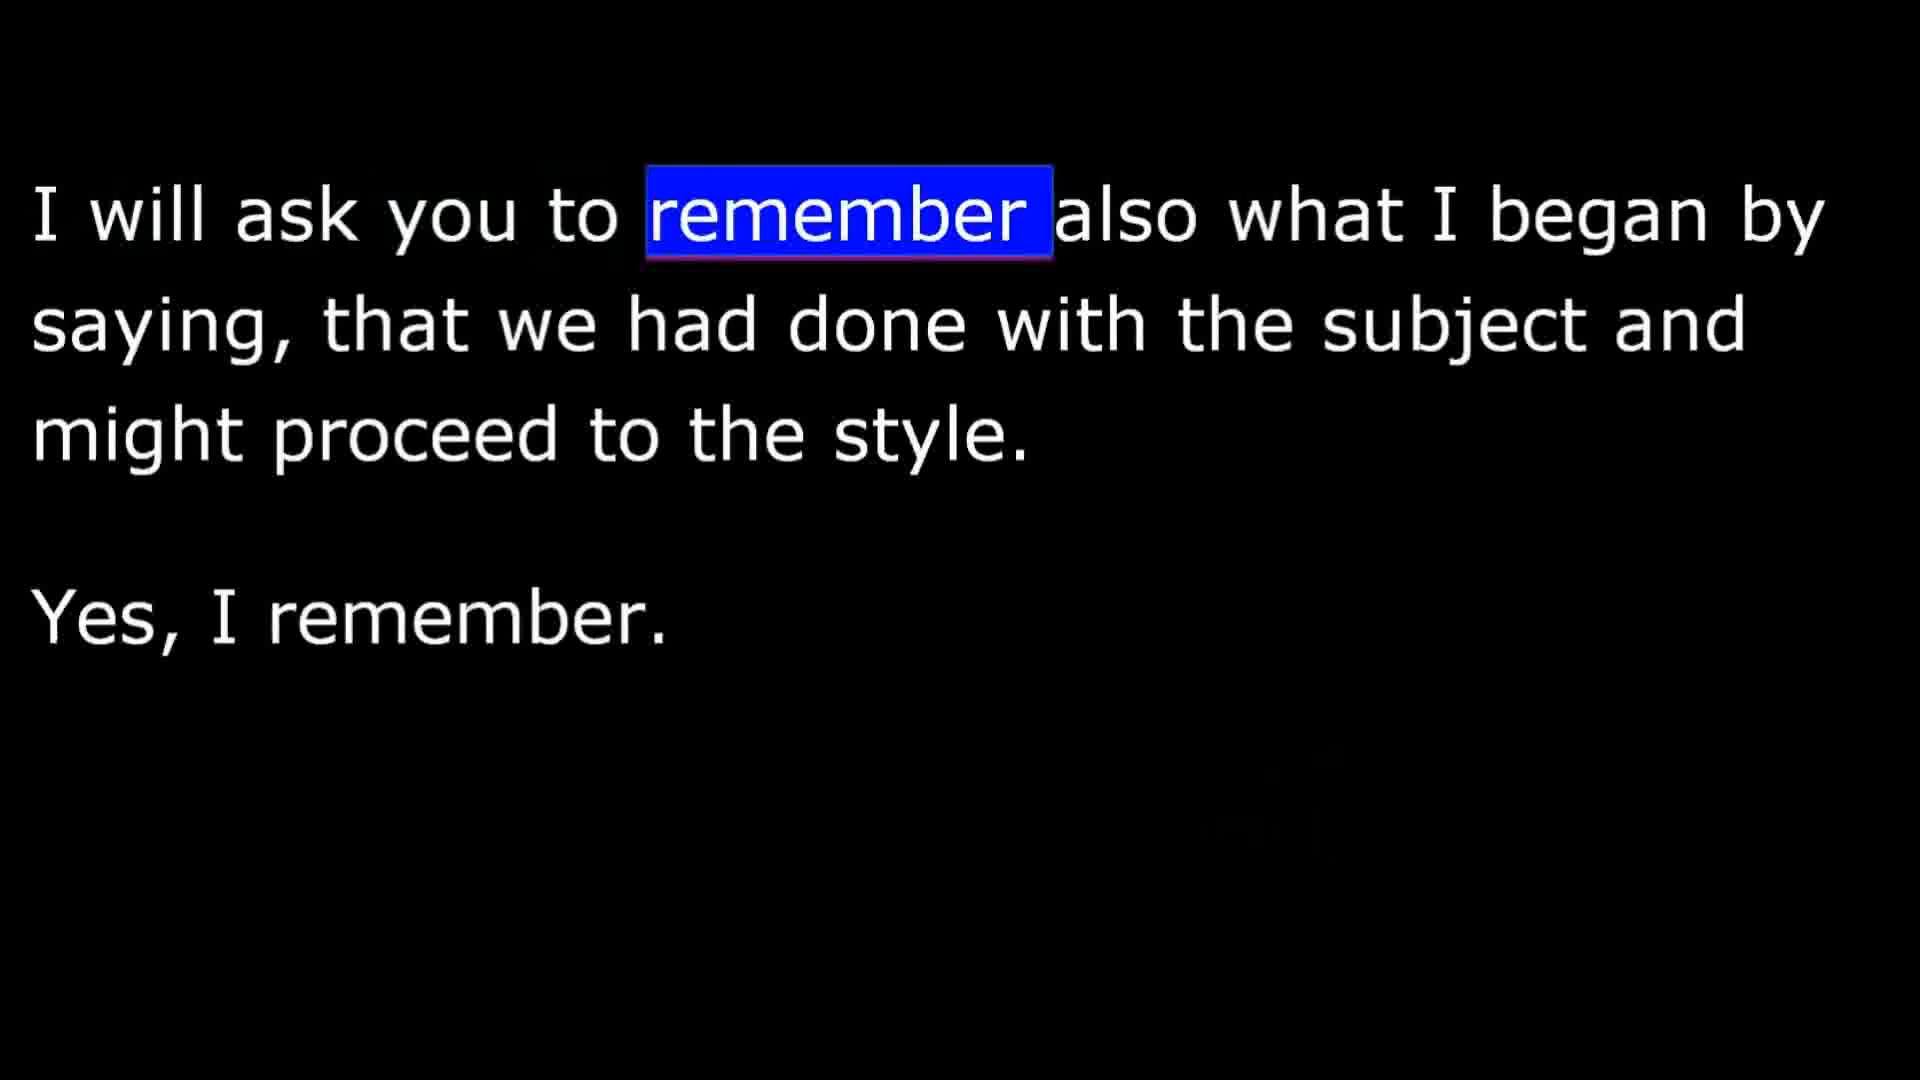 I will ask you to remember also what I began by
saying, that we had done with the subject and
might proceed to the style.
Yes, I remember.